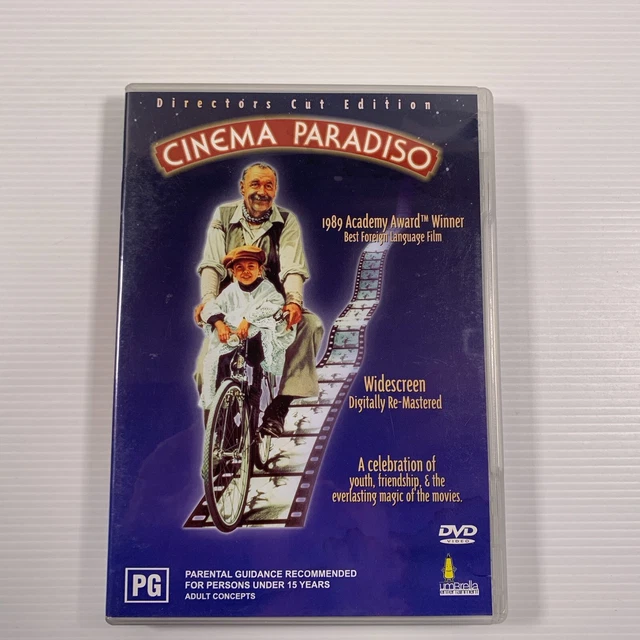 Directors Cut Edition
CINEMA PARADISO
1989 Academy Award™ Winner
Best Foreign Language Film
Widescreen
Digitally Re-Mastered
A celebration of
youth, friendship, & the
everlasting magic of the movies.
DVD
VIDEO
PG
PARENTAL GUIDANCE RECOMMENDED
FOR PERSONS UNDER 15 YEARS
ADULT CONCEPTS
umbrella
entertainment